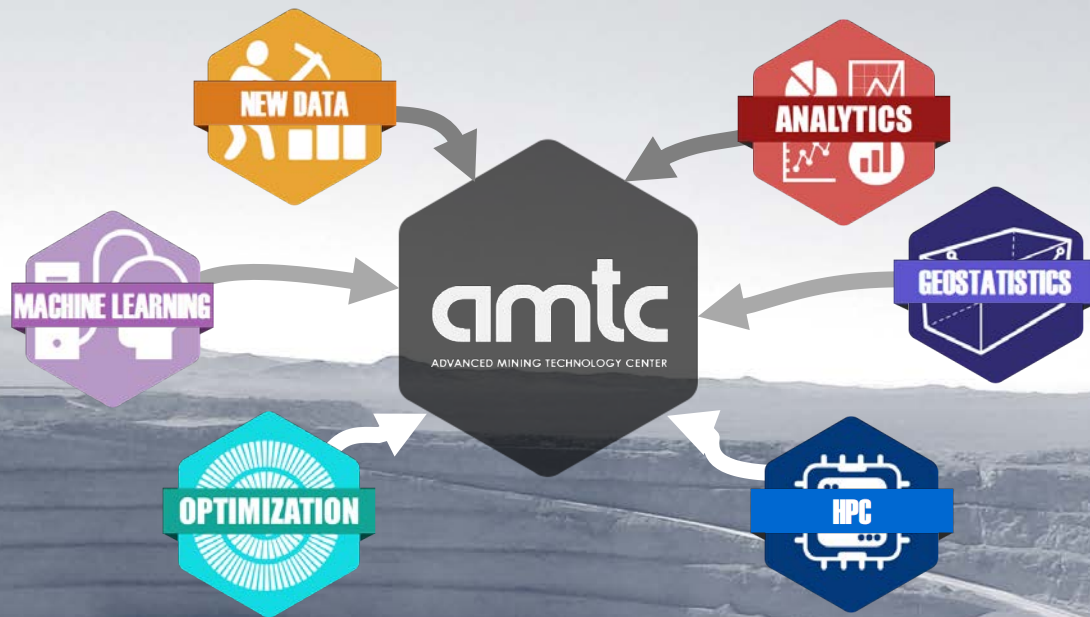 NEW DATA
ANALYTICS
MACHINE LEARNING
GEOSTATISTICS
amtc
ADVANCED MINING TECHNOLOGY CENTER
OPTIMIZATION
HPC